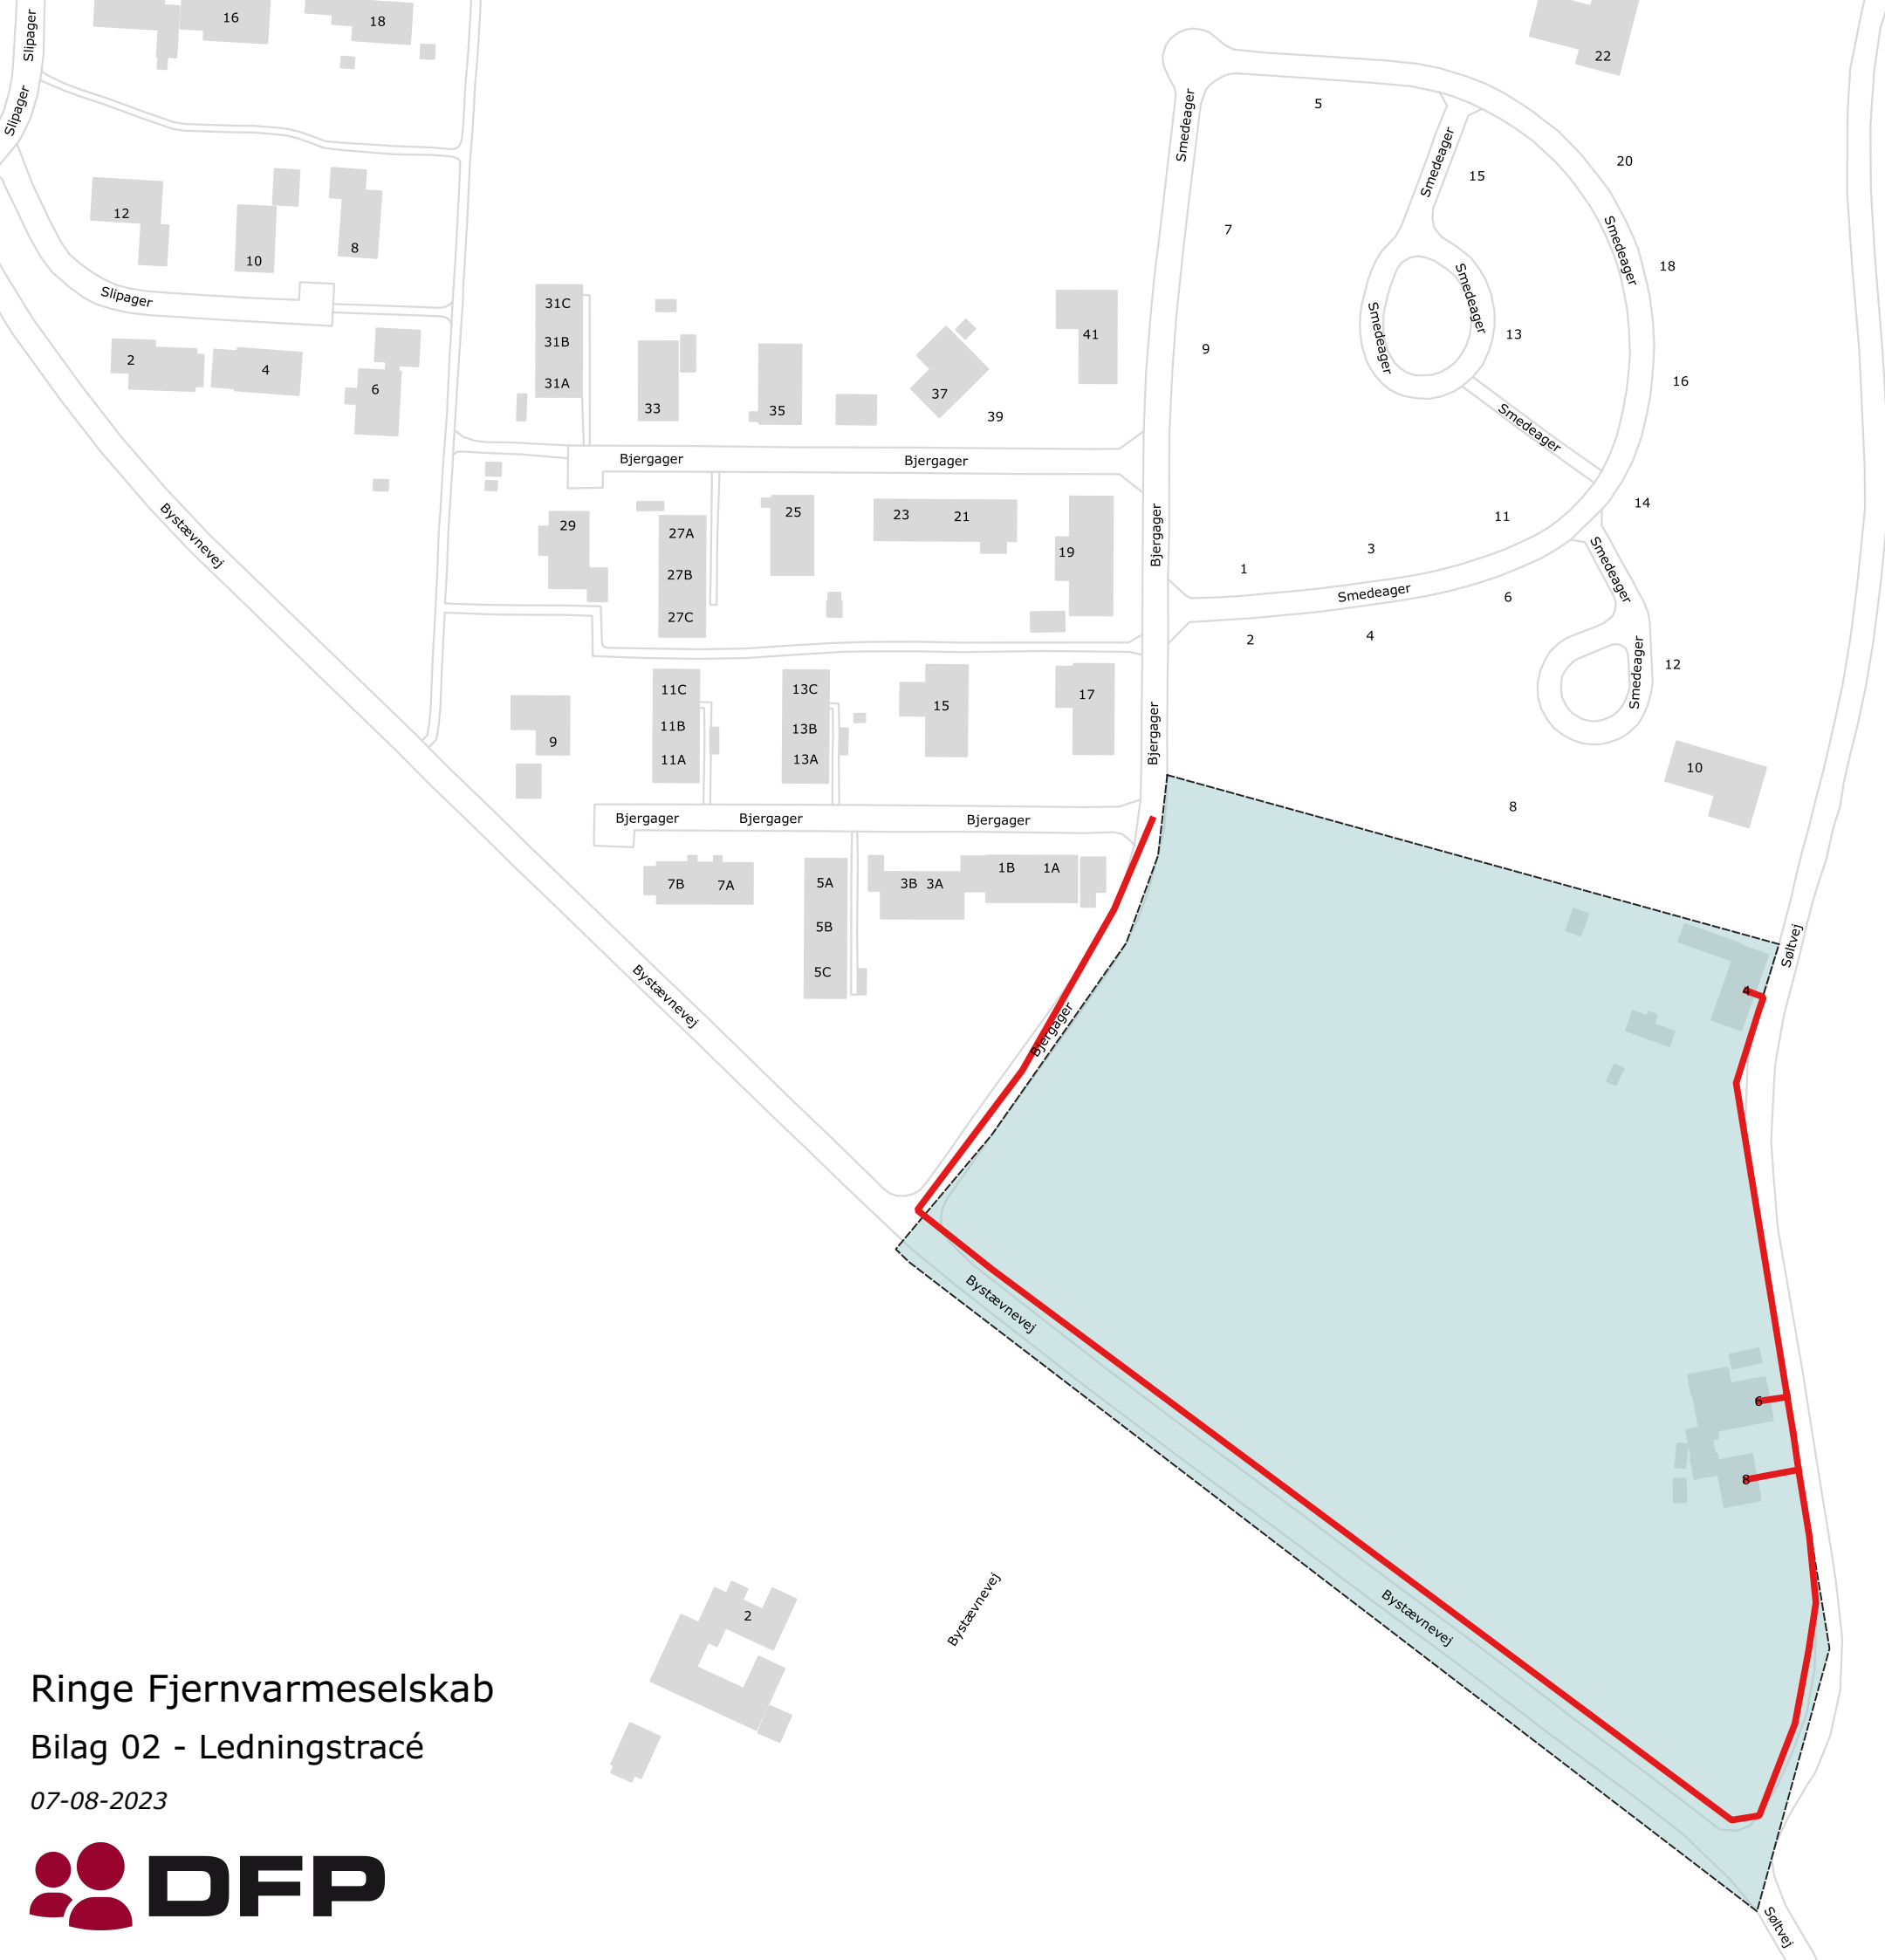 Slipager
16
18
22
Slipager
Smedeager
5
Smedeager
15
20
12
10
8
7
Smedeager
18
Slipager
Smedeager
Smedeager
13
31C
31B
31A
33
35
37
39
41
9
16
2
4
6
Smedeager
Bjergager
Bjergager
Bystævnevej
29
27A
27B
27C
25
23
21
19
Bjergager
11
14
3
1
Smedeager
Smedeager
6
2
4
12
Smedeager
9
11C
11B
11A
13C
13B
13A
15
17
Bjergager
10
8
Bjergager
Bjergager
Bjergager
7B
7A
5A
5B
5C
3B
3A
1B
1A
Søltvej
4
Bystævnevej
Bjergager
Bystævnevej
6
8
Bystævnevej
2
Bystævnevej
Søltvej
Ringe Fjernvarmeselskab
Bilag 02 - Ledningstracé
07-08-2023
DFP